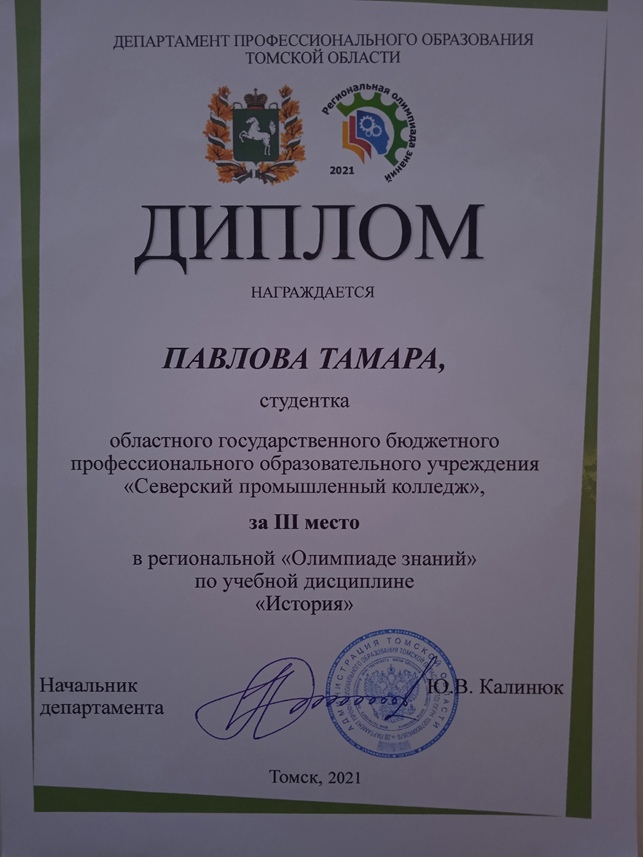 ДЕПАРТАМЕНТ ПРОФЕССИОНАЛЬНОГО ОБРАЗОВАНИЯ
ТОМСКОЙ ОБЛАСТИ
Региональная олимпиада знаний
2021
ДИПЛОМ
НАГРАЖДАЕТСЯ
ПАВЛОВА ТАМАРА,
студентка
областного государственного бюджетного
профессионального образовательного учреждения
«Северский промышленный колледж»,
за III место
в региональной «Олимпиаде знаний»
по учебной дисциплине
«История»
АДМИНИСТРАЦИЯ ТОМСКОЙ ОБЛАСТИ
Начальник
департамента
Ю.В. Калинюк
Томск, 2021